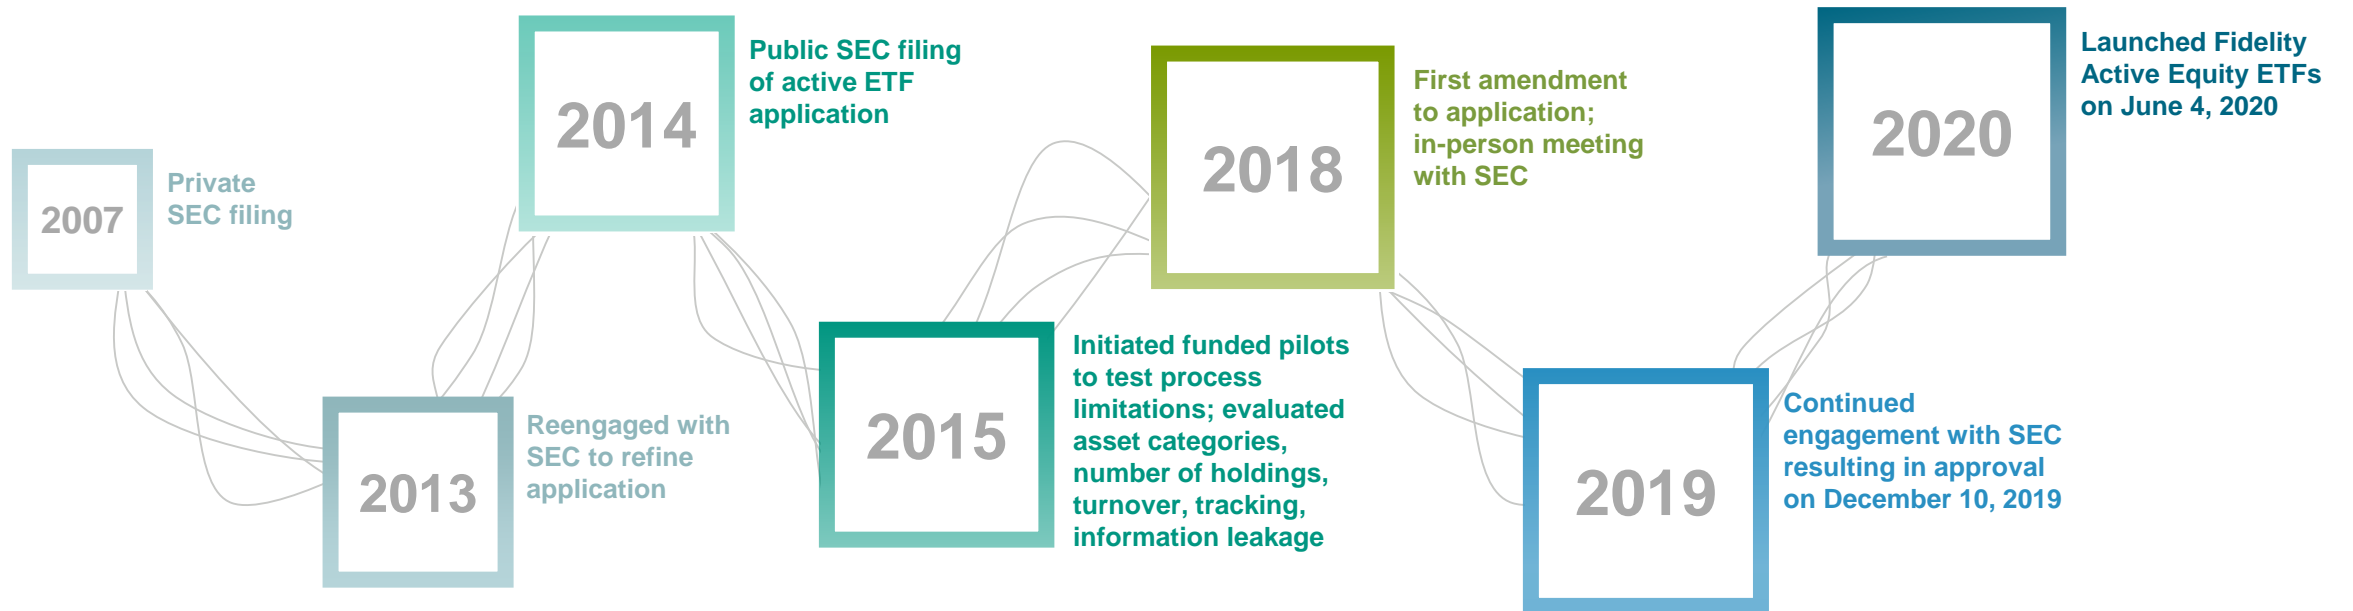 2007
Private
SEC filing
2013
Reengaged with
SEC to refine
application
2014
Public SEC filing
of active ETF
application
2015
Initiated funded pilots
to test process
limitations; evaluated
asset categories,
number of holdings,
turnover, tracking,
information leakage
2018
First amendment
to application;
in-person meeting
with SEC
2019
Continued
engagement with SEC
resulting in approval
on December 10, 2019
2020
Launched Fidelity
Active Equity ETFs
on June 4, 2020